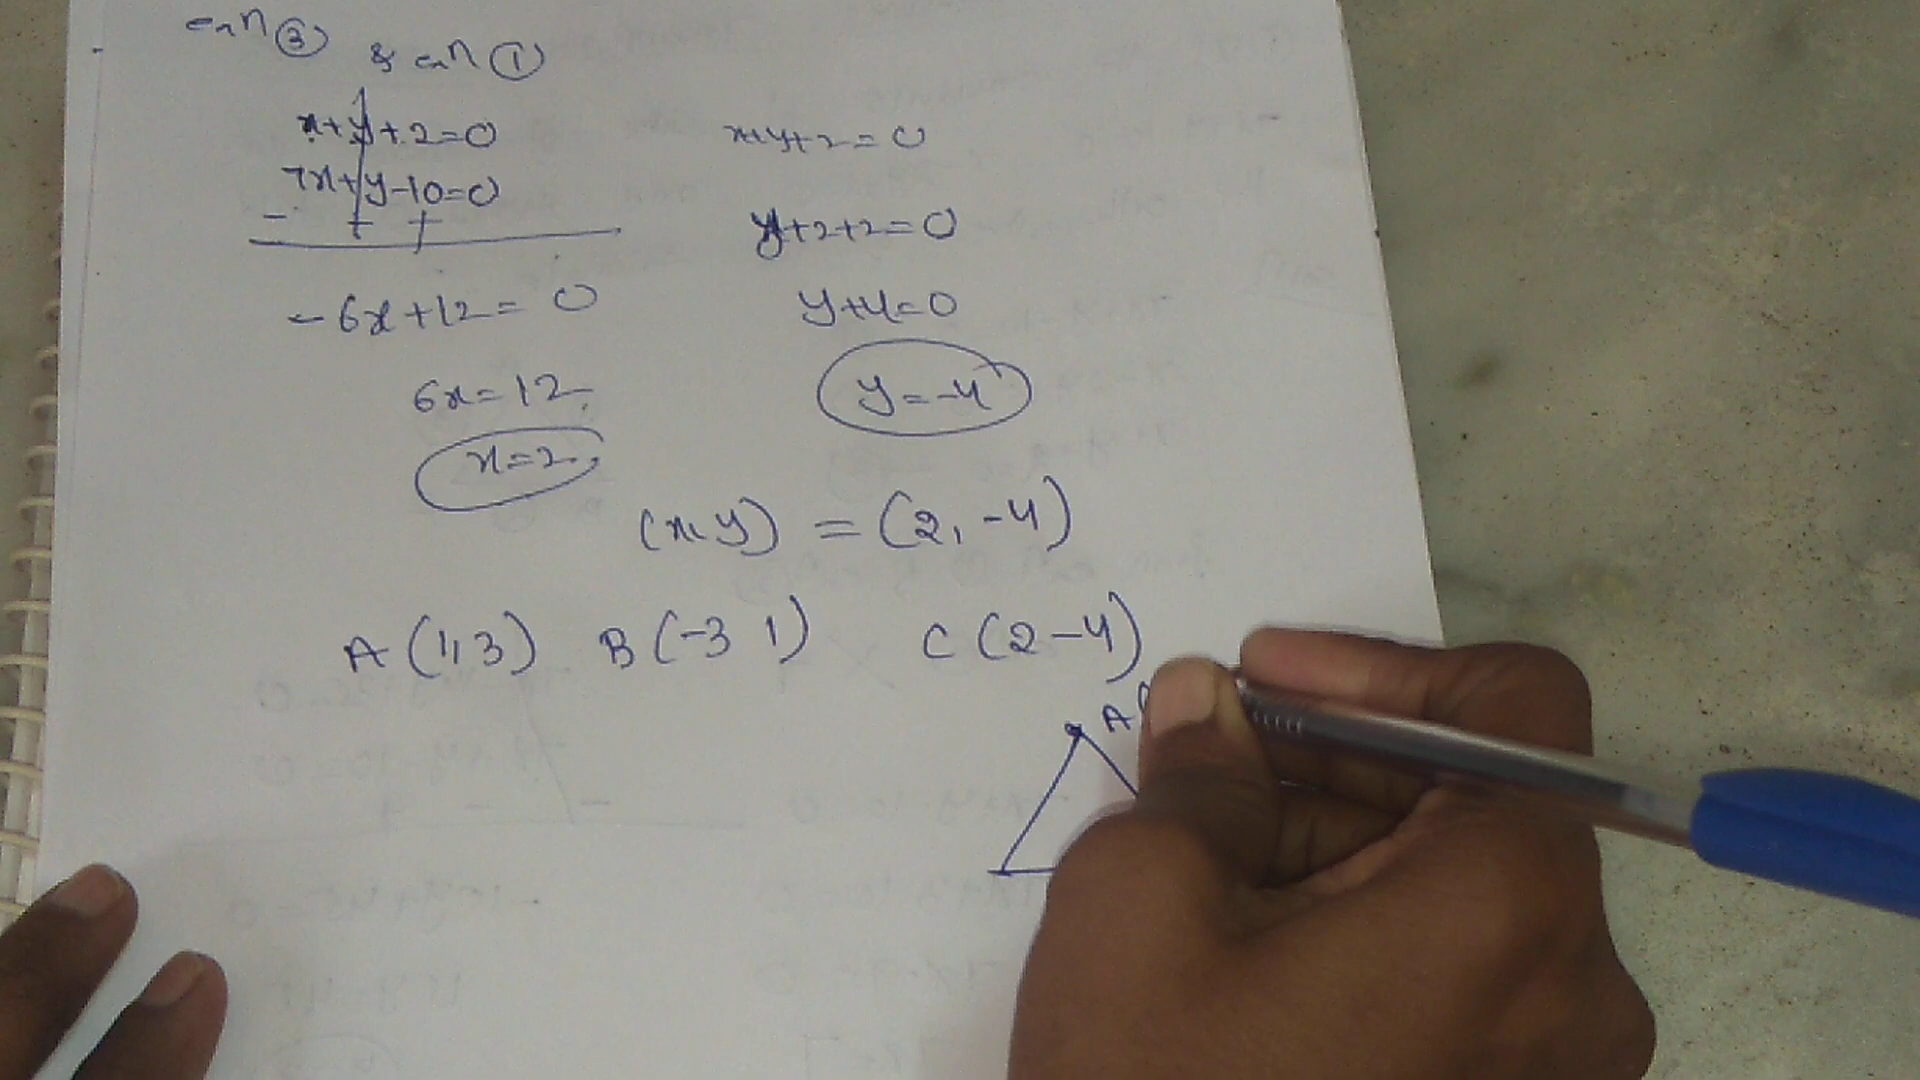 eqn ③ & eqn ①
x+y+2=0
7x+y-10=0
- - +
-6x+12=0
6x=12
x=2
x+y+2=0
y+2+2=0
y+4=0
y=-4
(x,y) = (2,-4)
A(1,3) B(-3 1) C(2-4)
A(